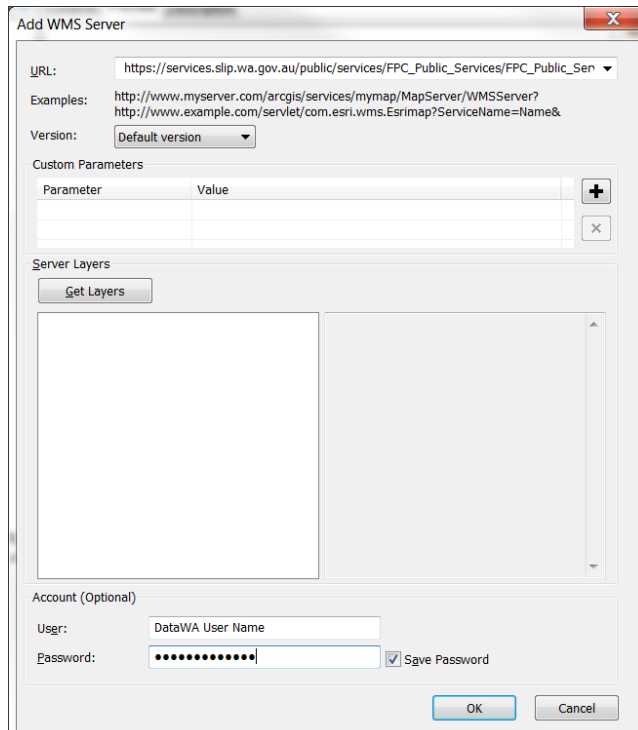 Add WMS Server
URL: https://services.slip.wa.gov.au/public/services/FPC_Public_Services/FPC_Public_Ser
Examples: http://www.myserver.com/arcgis/services/mymap/MapServer/WMSServer?
http://www.example.com/servlet/com.esri.wms.Esrimap?ServiceName=Name&
Version: Default version
Custom Parameters
Parameter Value
Server Layers
Get Layers
Account (Optional)
User: DataWA User Name
Password: •••••••••••••
Save Password
OK Cancel